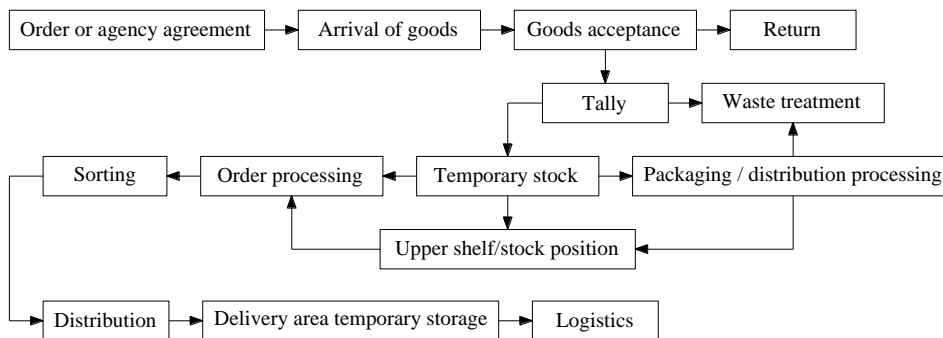 Order or agency agreement
Arrival of goods
Goods acceptance
Return
Tally
Waste treatment
Sorting
Order processing
Temporary stock
Packaging / distribution processing
Upper shelf/stock position
Distribution
Delivery area temporary storage
Logistics